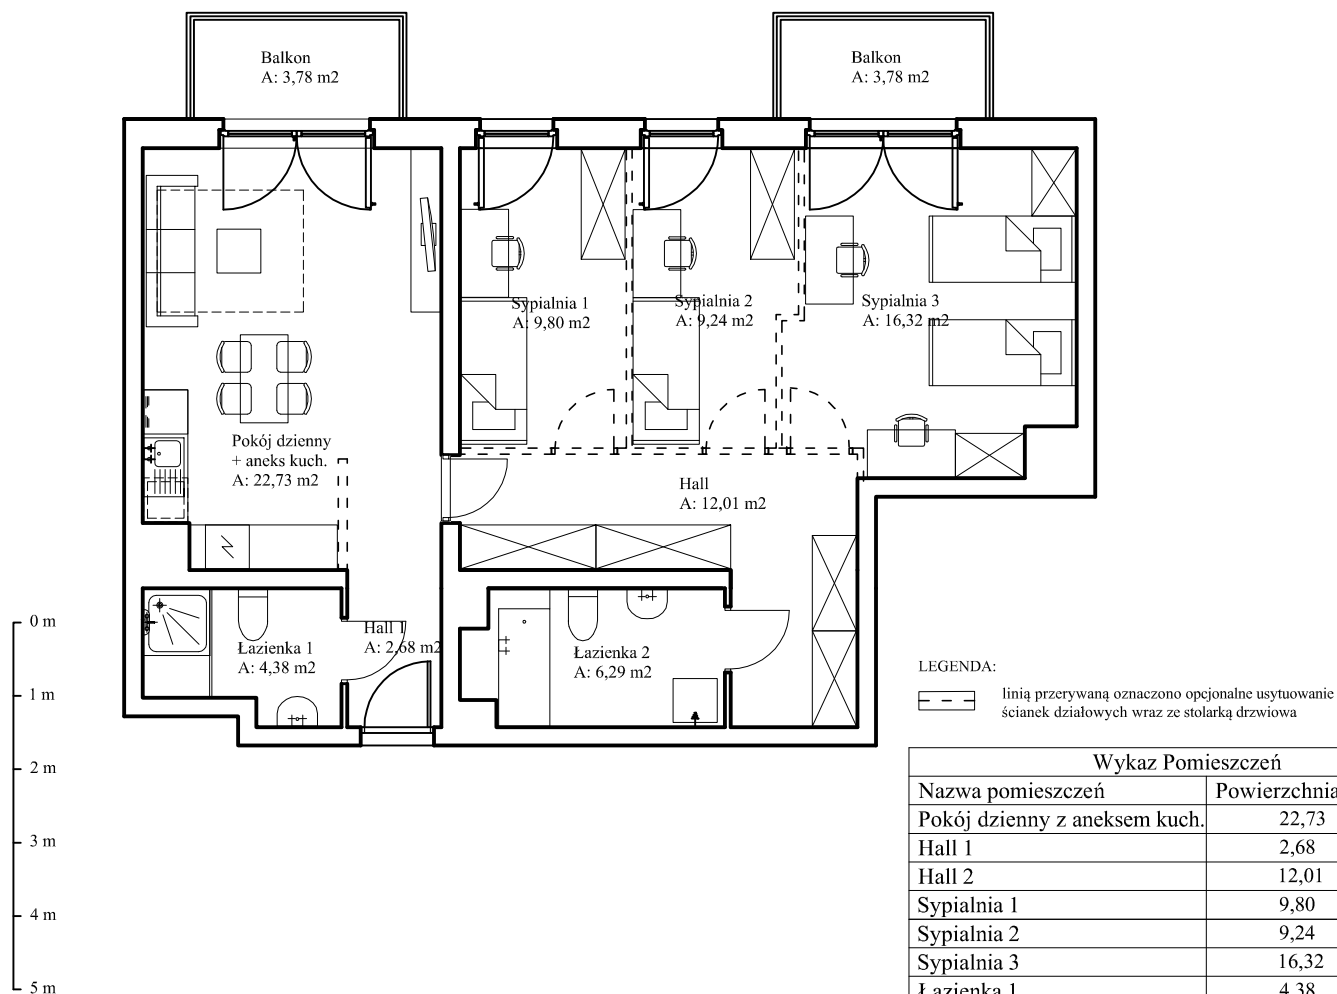 Balkon
A: 3,78 m2
Balkon
A: 3,78 m2
Sypialnia 1
A: 9,80 m2
Sypialnia 2
A: 9,24 m2
Sypialnia 3
A: 16,32 m2
Pokój dzienny
+ aneks kuch.
A: 22,73 m2
Hall
A: 12,01 m2
Hall 1
A: 2,68 m2
Łazienka 1
A: 4,38 m2
Łazienka 2
A: 6,29 m2
0 m
1 m
2 m
3 m
4 m
5 m
LEGENDA:
linią przerywaną oznaczono opcjonalne usytuowanie
ścianek działowych wraz ze stolarką drzwiowa
Wykaz Pomieszczeń
Nazwa pomieszczeń Powierzchnia
Pokój dzienny z aneksem kuch. 22,73
Hall 1 2,68
Hall 2 12,01
Sypialnia 1 9,80
Sypialnia 2 9,24
Sypialnia 3 16,32
Łazienka 1 4,38